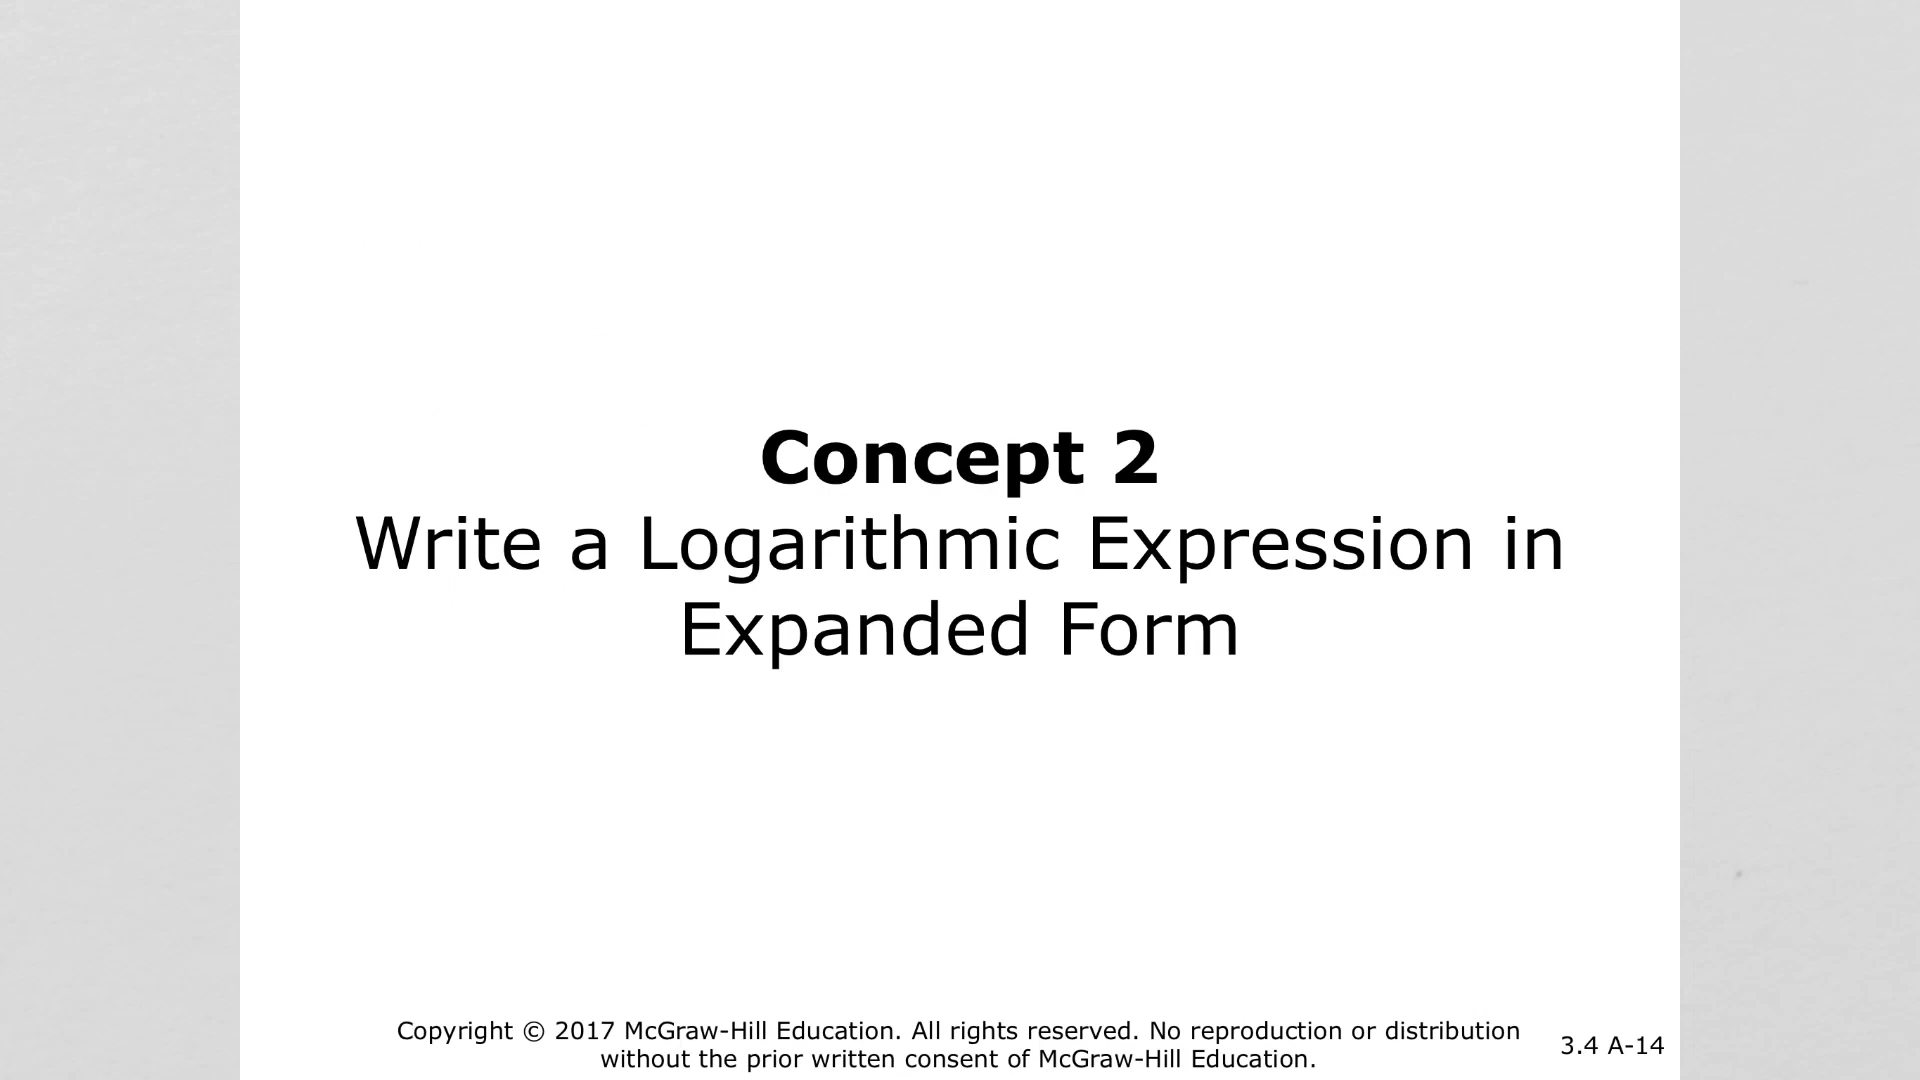 Concept 2
Write a Logarithmic Expression in
Expanded Form
Copyright © 2017 McGraw-Hill Education. All rights reserved. No reproduction or distribution
without the prior written consent of McGraw-Hill Education.
3.4 A-14